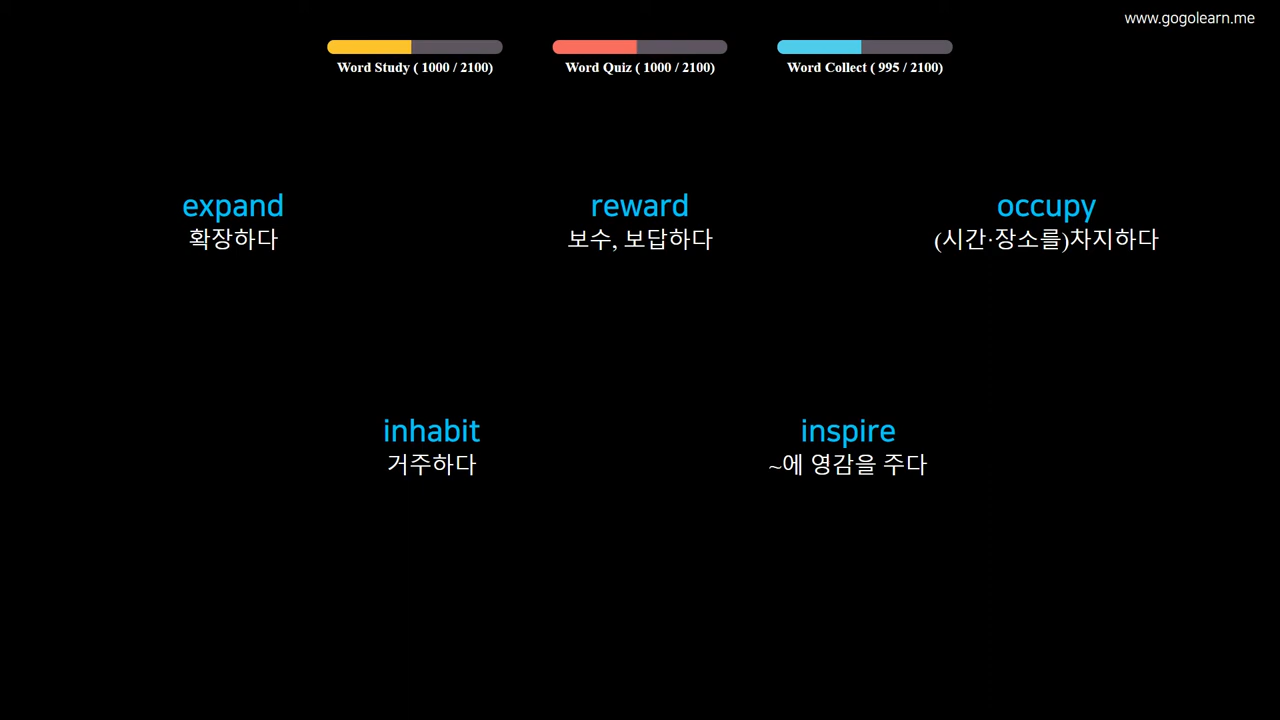 www.gogolearn.me
Word Study ( 1000 / 2100)
Word Quiz ( 1000 / 2100)
Word Collect ( 995 / 2100)
expand
확장하다
reward
보수, 보답하다
occupy
(시간·장소를)차지하다
inhabit
거주하다
inspire
~에 영감을 주다